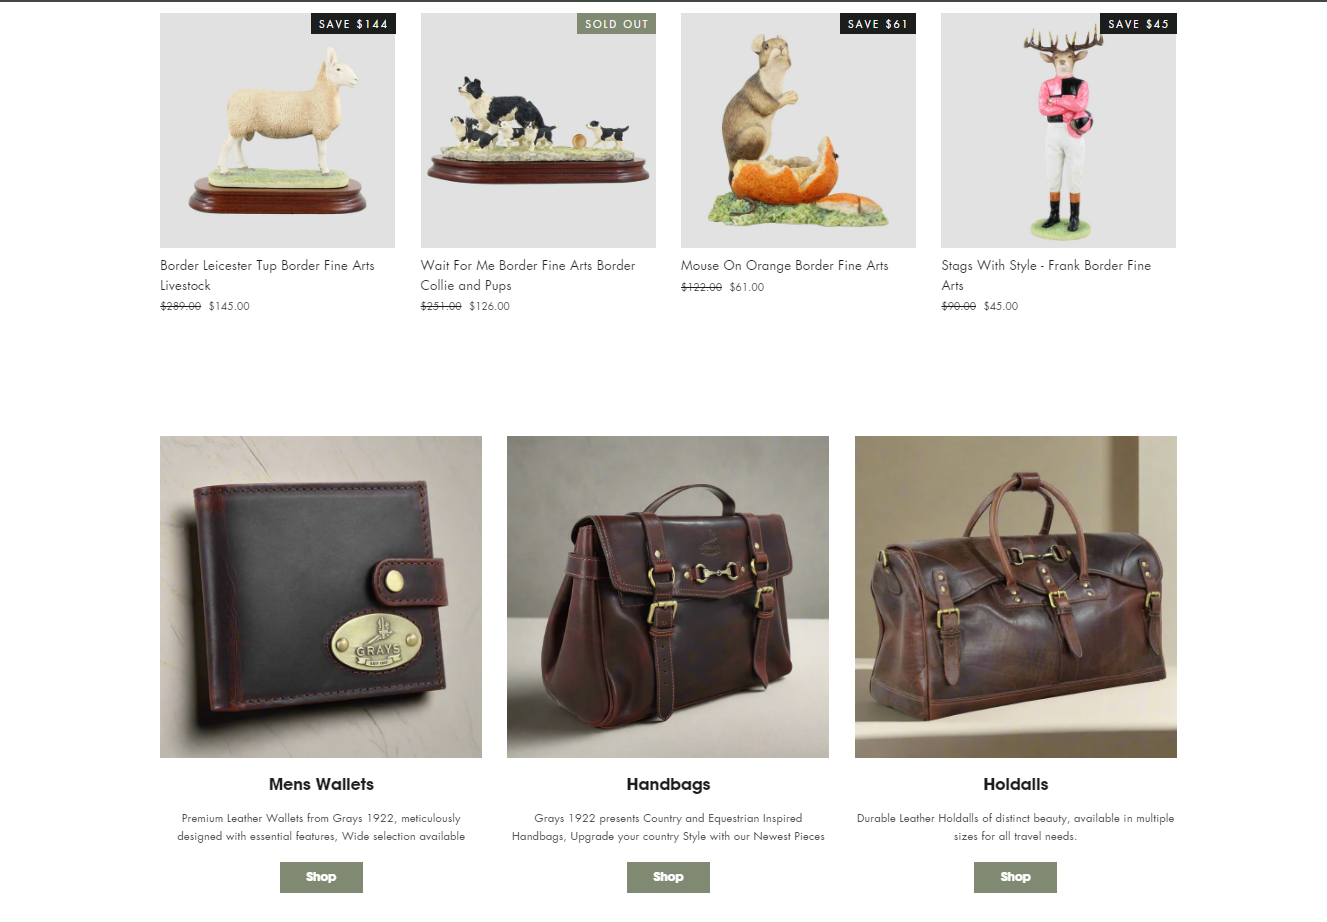 SAVE $144
SOLD OUT
SAVE $61
SAVE $45
Border Leicester Tup Border Fine Arts
Livestock
$289.00 $145.00
Wait For Me Border Fine Arts Border
Collie and Pups
$251.00 $126.00
Mouse On Orange Border Fine Arts
$122.00 $61.00
Stags With Style - Frank Border Fine
Arts
$90.00 $45.00
GRAYS
GRAYS
Mens Wallets
Premium Leather Wallets from Grays 1922, meticulously
designed with essential features, Wide selection available
Shop
Handbags
Grays 1922 presents Country and Equestrian Inspired
Handbags, Upgrade your country Style with our Newest Pieces
Shop
Holdalls
Durable Leather Holdalls of distinct beauty, available in multiple
sizes for all travel needs.
Shop